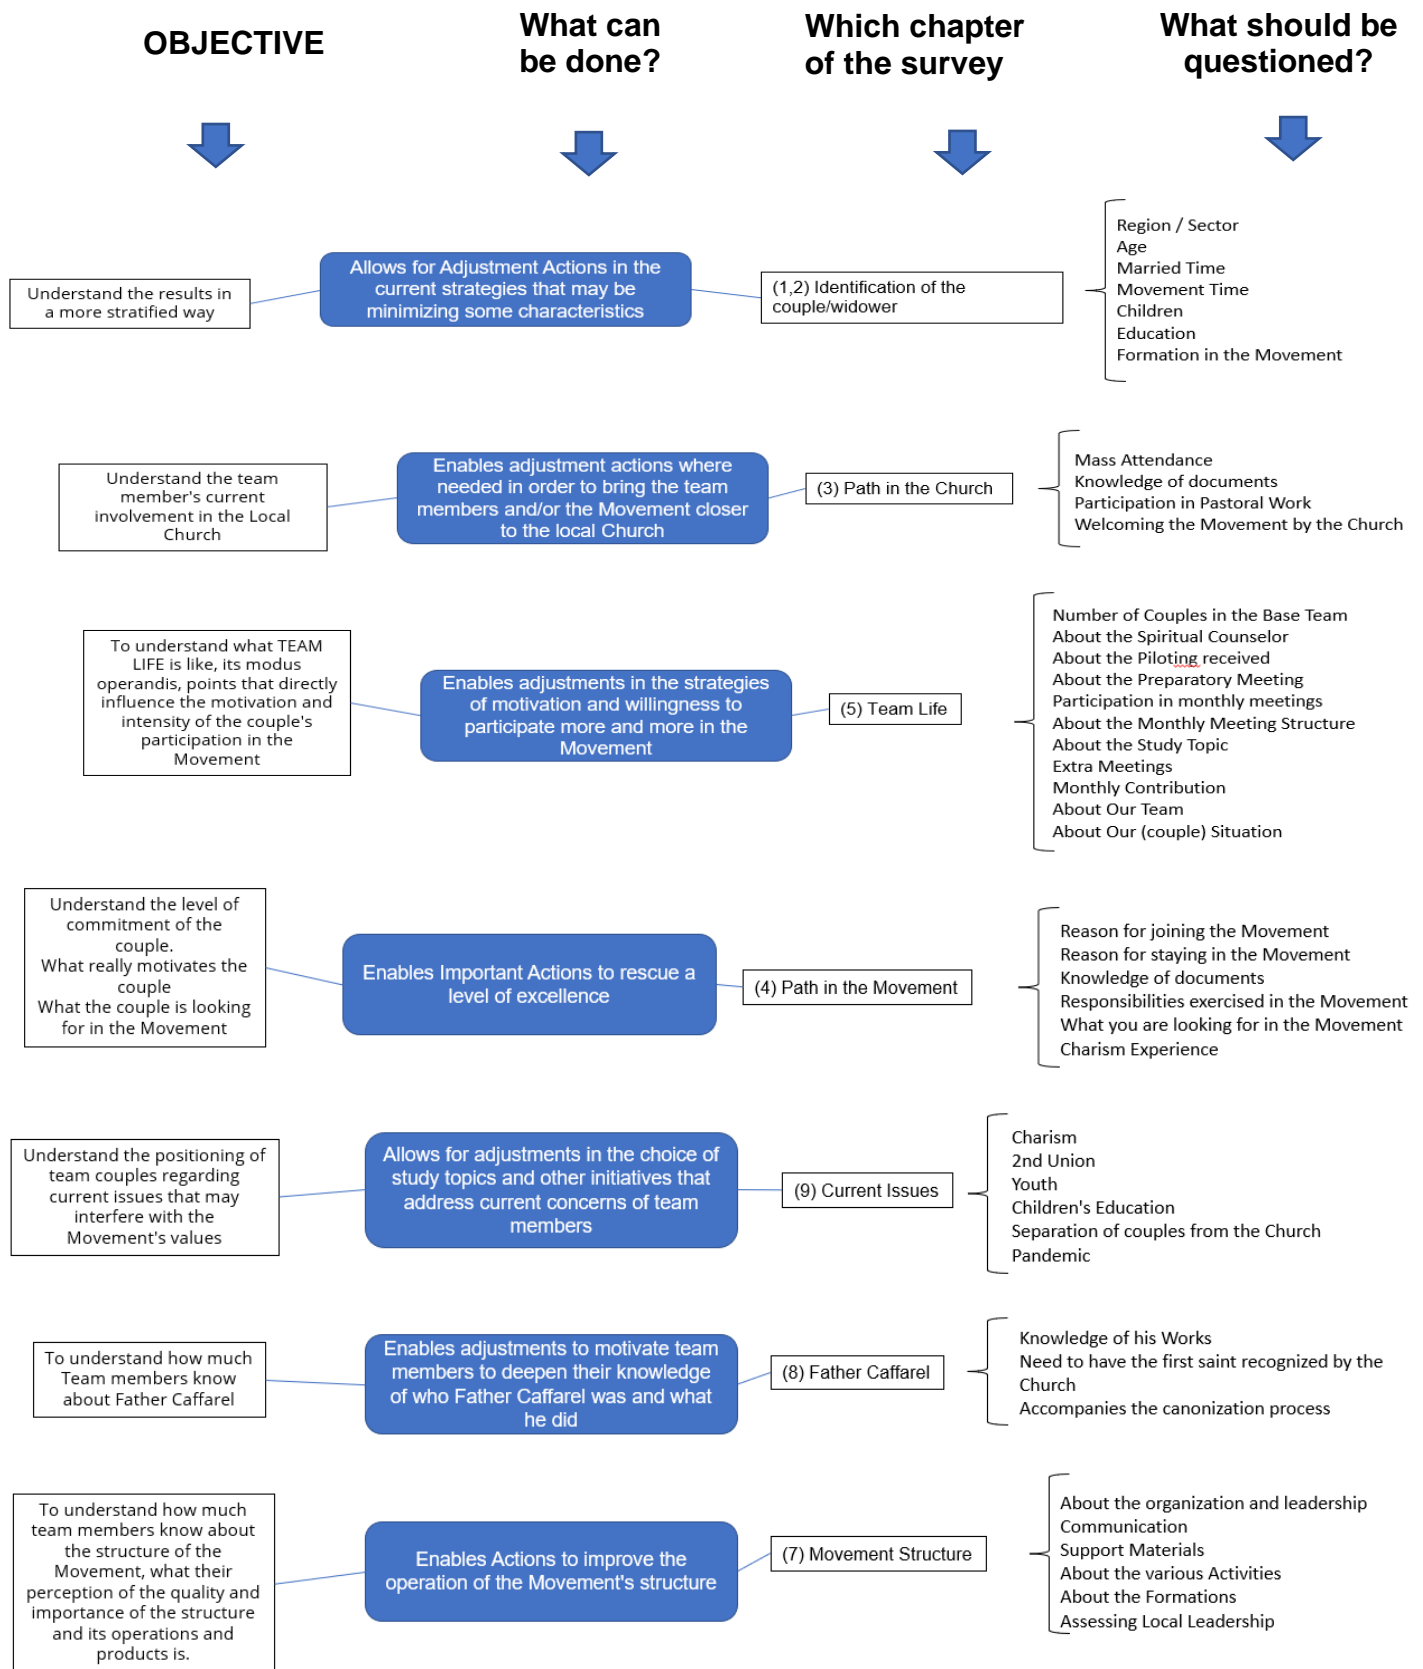 OBJECTIVE
What can
be done?
Which chapter
of the survey
What should be
questioned?
Understand the results in
a more stratified way
Allows for Adjustment Actions in the
current strategies that may be
minimizing some characteristics
(1,2) Identification of the
couple/widower
Region / Sector
Age
Married Time
Movement Time
Children
Education
Formation in the Movement
Understand the team
member's current
involvement in the Local
Church
Enables adjustment actions where
needed in order to bring the team
members and/or the Movement closer
to the local Church
(3) Path in the Church
Mass Attendance
Knowledge of documents
Participation in Pastoral Work
Welcoming the Movement by the Church
To understand what TEAM
LIFE is like, its modus
operandis, points that directly
influence the motivation and
intensity of the couple's
participation in the
Movement
Enables adjustments in the strategies
of motivation and willingness to
participate more and more in the
Movement
(5) Team Life
Number of Couples in the Base Team
About the Spiritual Counselor
About the Piloting received
About the Preparatory Meeting
Participation in monthly meetings
About the Monthly Meeting Structure
About the Study Topic
Extra Meetings
Monthly Contribution
About Our Team
About Our (couple) Situation
Understand the level of
commitment of the
couple.
What really motivates the
couple
What the couple is looking
for in the Movement
Enables Important Actions to rescue a
level of excellence
(4) Path in the Movement
Reason for joining the Movement
Reason for staying in the Movement
Knowledge of documents
Responsibilities exercised in the Movement
What you are looking for in the Movement
Charism Experience
Understand the positioning of
team couples regarding
current issues that may
interfere with the
Movement's values
Allows for adjustments in the choice of
study topics and other initiatives that
address current concerns of team
members
(9) Current Issues
Charism
2nd Union
Youth
Children's Education
Separation of couples from the Church
Pandemic
To understand how much
Team members know
about Father Caffarel
Enables adjustments to motivate team
members to deepen their knowledge
of who Father Caffarel was and what
he did
(8) Father Caffarel
Knowledge of his Works
Need to have the first saint recognized by the
Church
Accompanies the canonization process
To understand how much
team members know about
the structure of the
Movement, what their
perception of the quality and
importance of the structure
and its operations and
products is.
Enables Actions to improve the
operation of the Movement's structure
(7) Movement Structure
About the organization and leadership
Communication
Support Materials
About the various Activities
About the Formations
Assessing Local Leadership